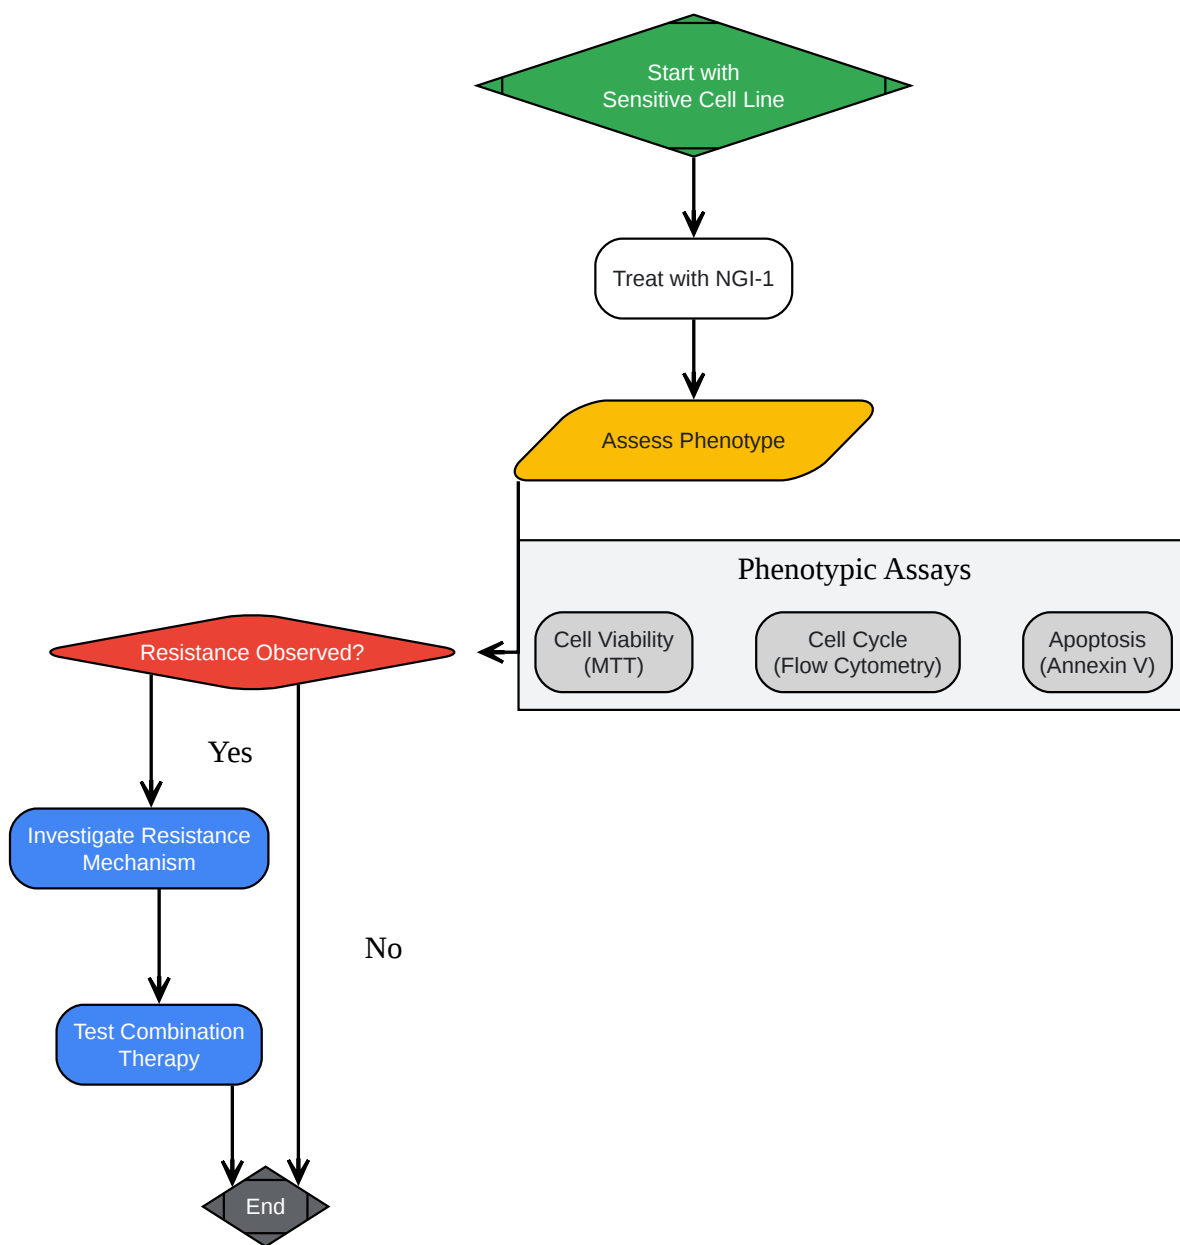 Start with
Sensitive Cell Line
Treat with NGI-1
Assess Phenotype
Phenotypic Assays
Cell Viability
(MTT)
Cell Cycle
(Flow Cytometry)
Apoptosis
(Annexin V)
Resistance Observed?
Yes
Investigate Resistance
Mechanism
No
Test Combination
Therapy
End